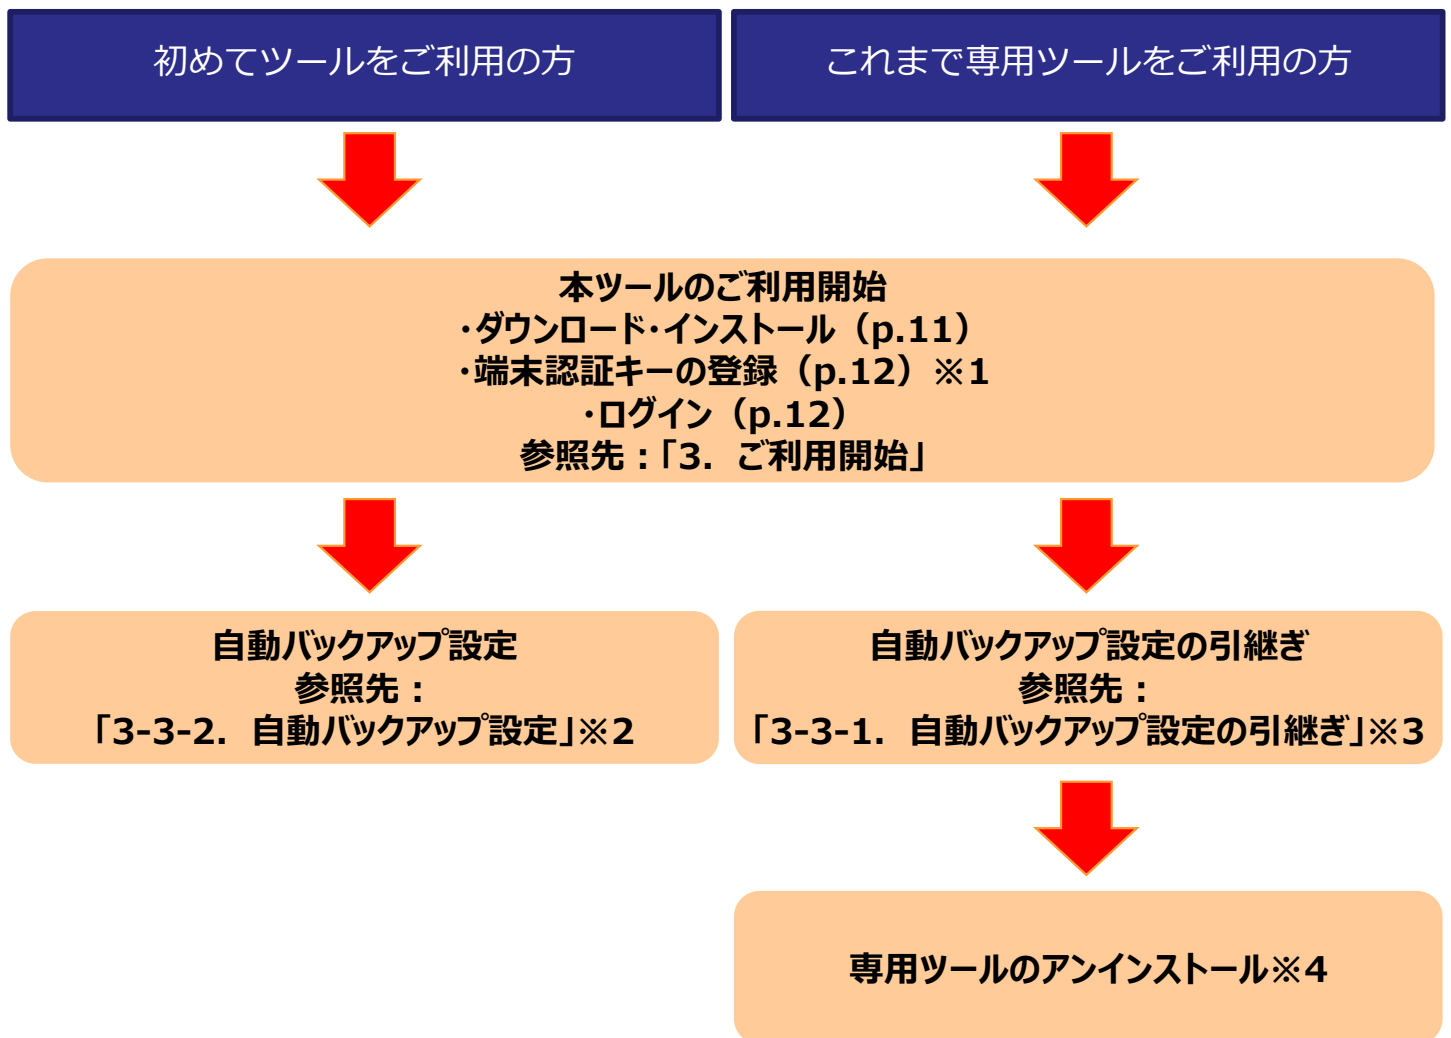 初めてツールをご利用の方
これまで専用ツールをご利用の方
本ツールのご利用開始
・ダウンロード・インストール（p.11）
・端末認証キーの登録（p.12）※1
・ログイン（p.12）
参照先：「3．ご利用開始」
自動バックアップ設定
参照先：
「3-3-2．自動バックアップ設定」※2
自動バックアップ設定の引継ぎ
参照先：
「3-3-1．自動バックアップ設定の引継ぎ」※3
専用ツールのアンインストール※4